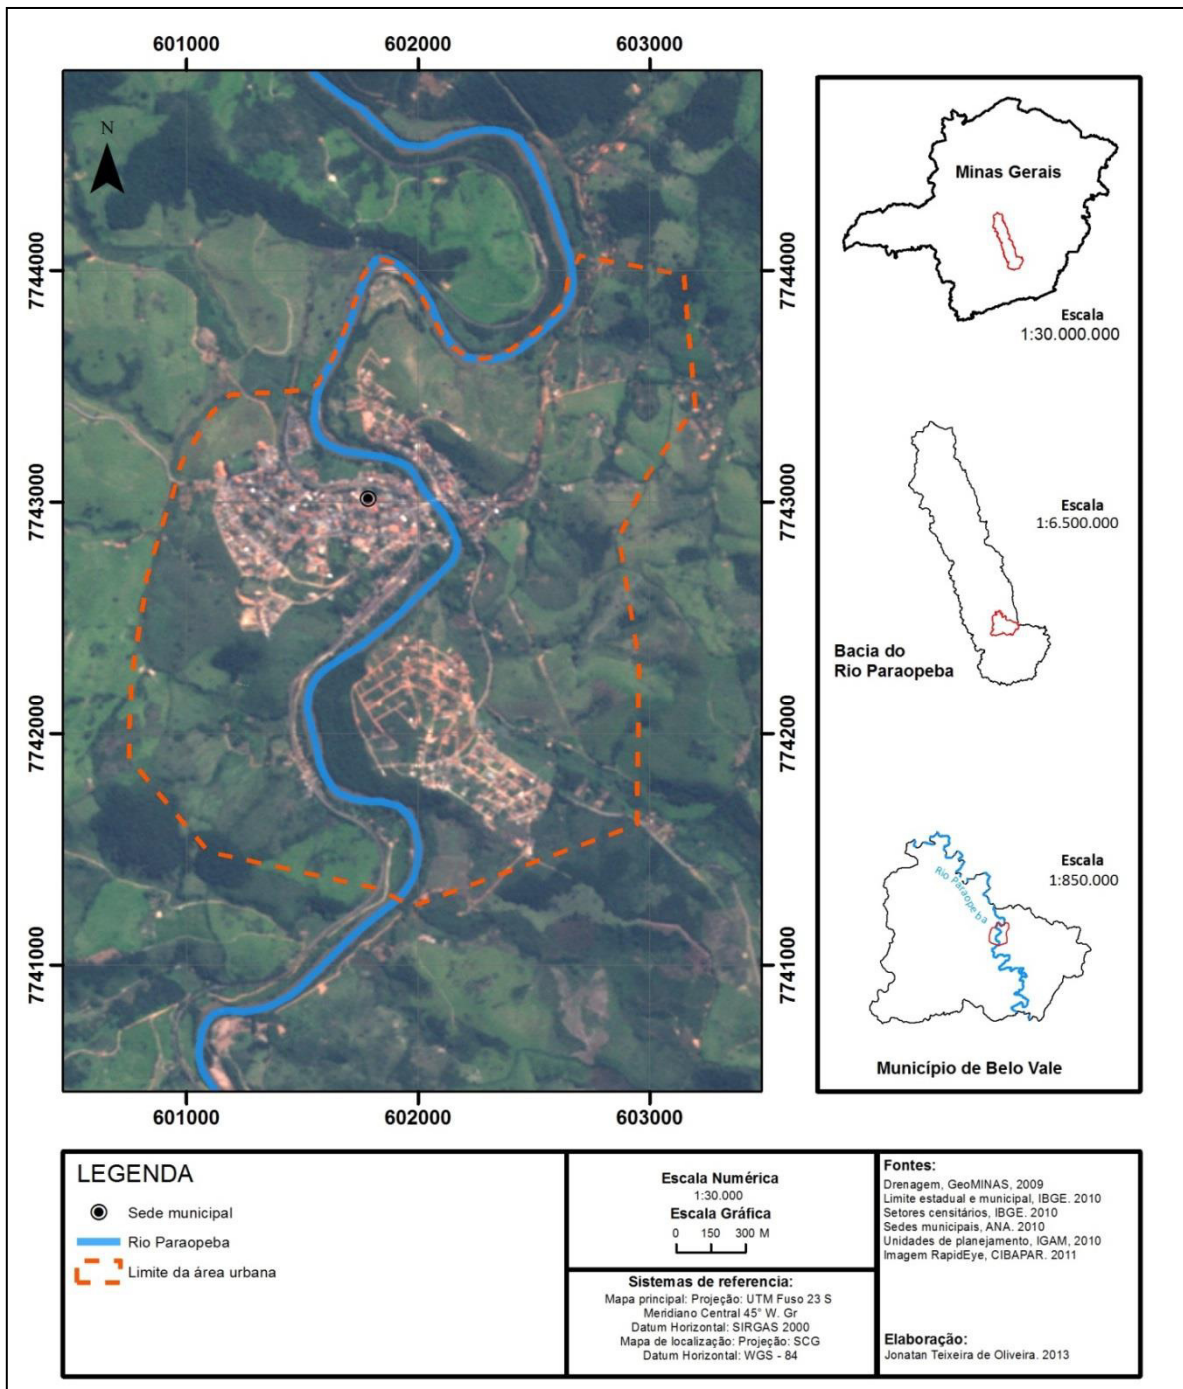 601000
602000
603000
N
7744000
7743000
7742000
7741000
7744000
7743000
7742000
7741000
601000
602000
603000
Minas Gerais
Escala
1:30.000.000
Escala
1:6.500.000
Bacia do
Rio Paraopeba
Escala
1:850.000
Rio Paraopeba
Município de Belo Vale
LEGENDA
Sede municipal
Rio Paraopeba
Limite da área urbana
Escala Numérica
1:30.000
Escala Gráfica
0 150 300 M
Sistemas de referencia:
Mapa principal: Projeção: UTM Fuso 23 S
Meridiano Central 45° W. Gr
Datum Horizontal: SIRGAS 2000
Mapa de localização: Projeção: SCG
Datum Horizontal: WGS - 84
Fontes:
Drenagem, GeoMINAS, 2009
Limite estadual e municipal, IBGE. 2010
Setores censitários, IBGE. 2010
Sedes municipais, ANA. 2010
Unidades de planejamento, IGAM, 2010
Imagem RapidEye, CIBAPAR. 2011
Elaboração:
Jonatan Teixeira de Oliveira. 2013